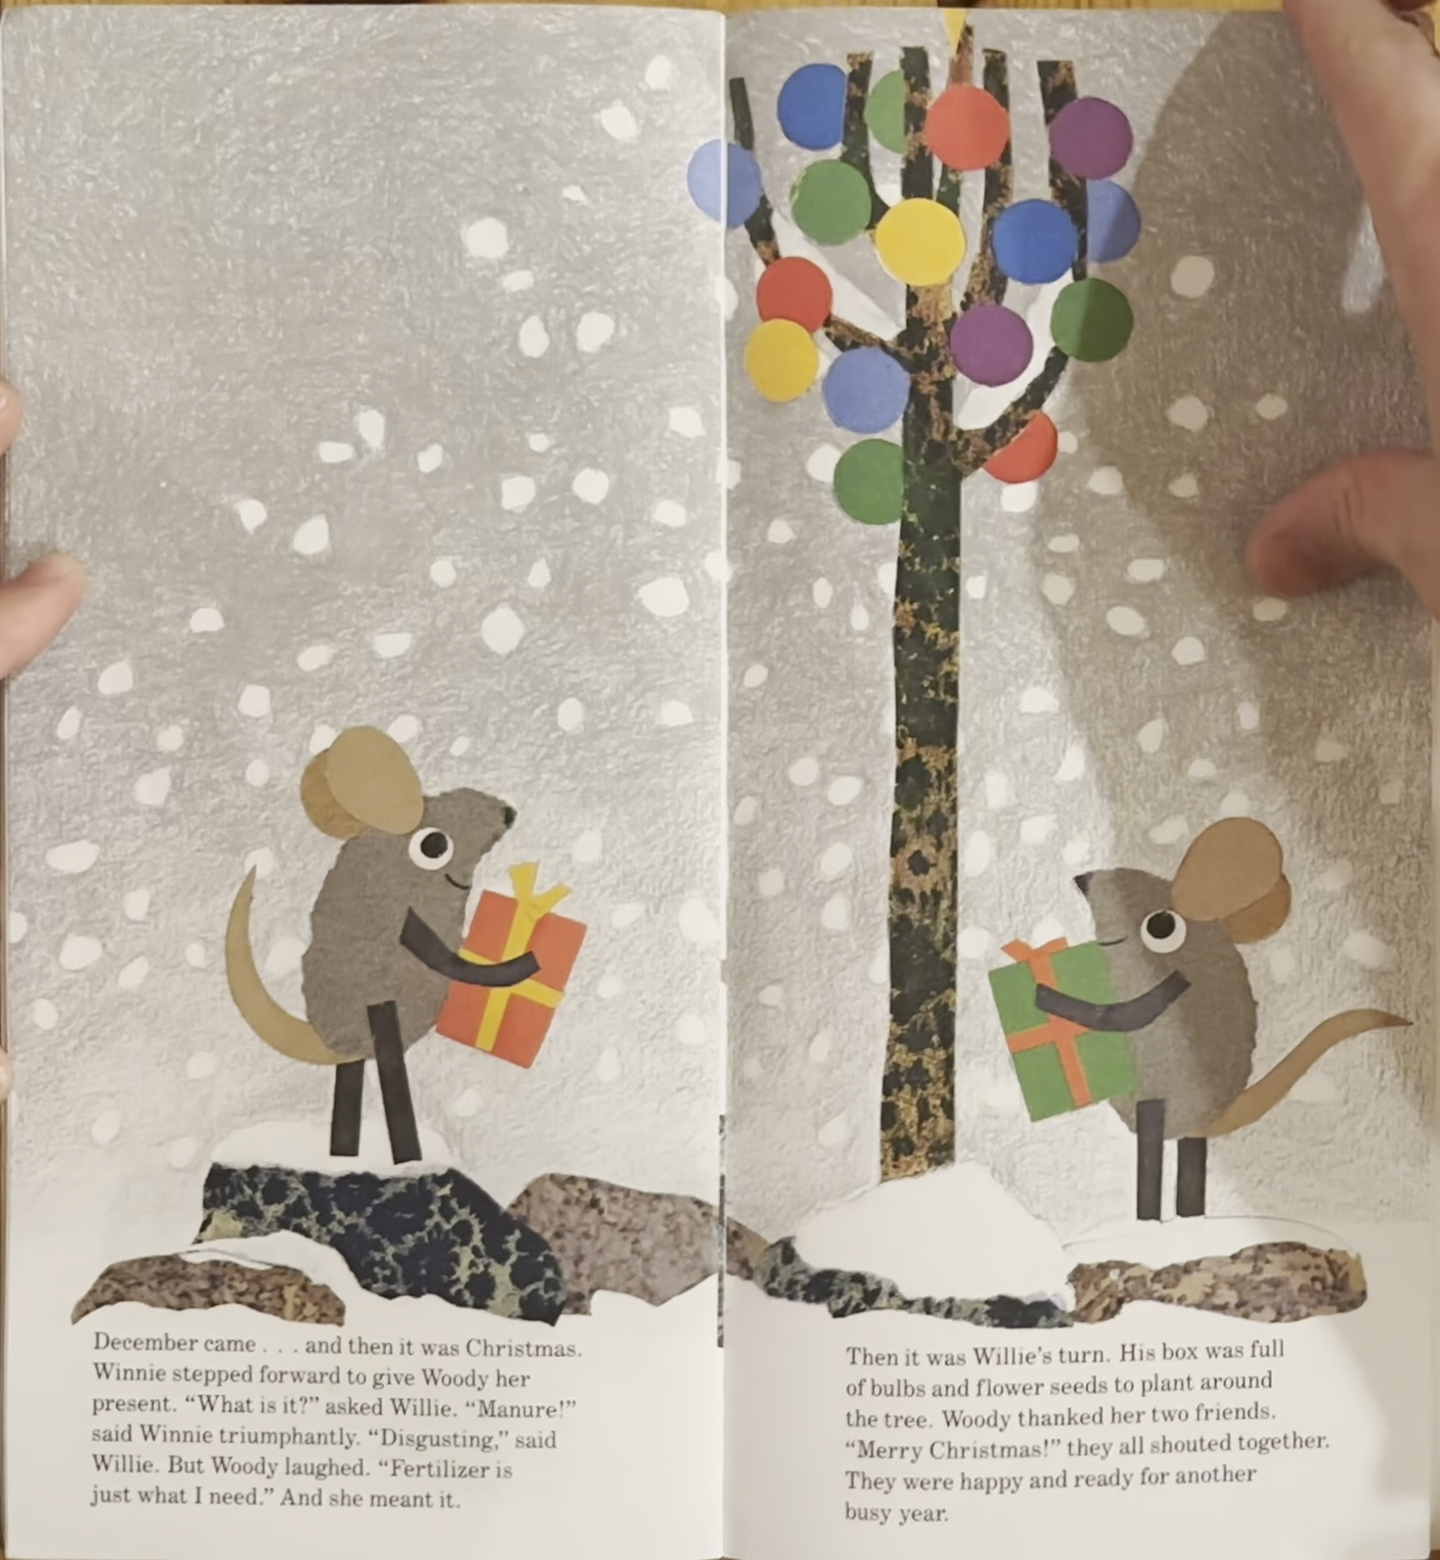 December came . . . and then it was Christmas.
Winnie stepped forward to give Woody her
present. “What is it?” asked Willie. “Manure!”
said Winnie triumphantly. “Disgusting,” said
Willie. But Woody laughed. “Fertilizer is
just what I need.” And she meant it.
Then it was Willie’s turn. His box was full
of bulbs and flower seeds to plant around
the tree. Woody thanked her two friends.
“Merry Christmas!” they all shouted together.
They were happy and ready for another
busy year.